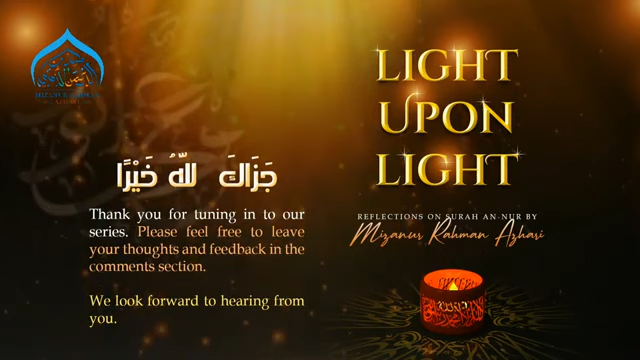 جَزَاكَ اللّٰهُ خَيْرًا
Thank you for tuning in to our
series. Please feel free to leave
your thoughts and feedback in the
comments section.
We look forward to hearing from
you.
LIGHT
UPON
LIGHT
REFLECTIONS ON SURAH AN-NUR BY
Mizanur Rahman Azhari